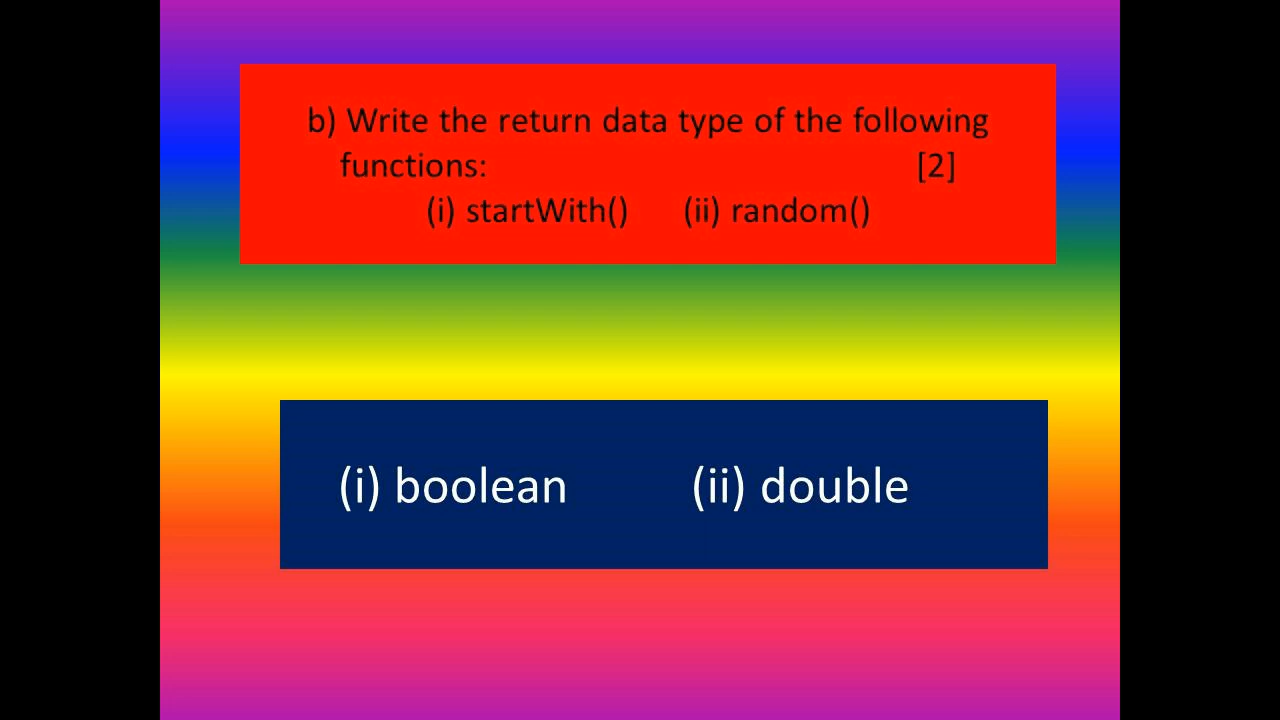 b) Write the return data type of the following
functions: [2]
(i) startWith() (ii) random()
(i) boolean (ii) double